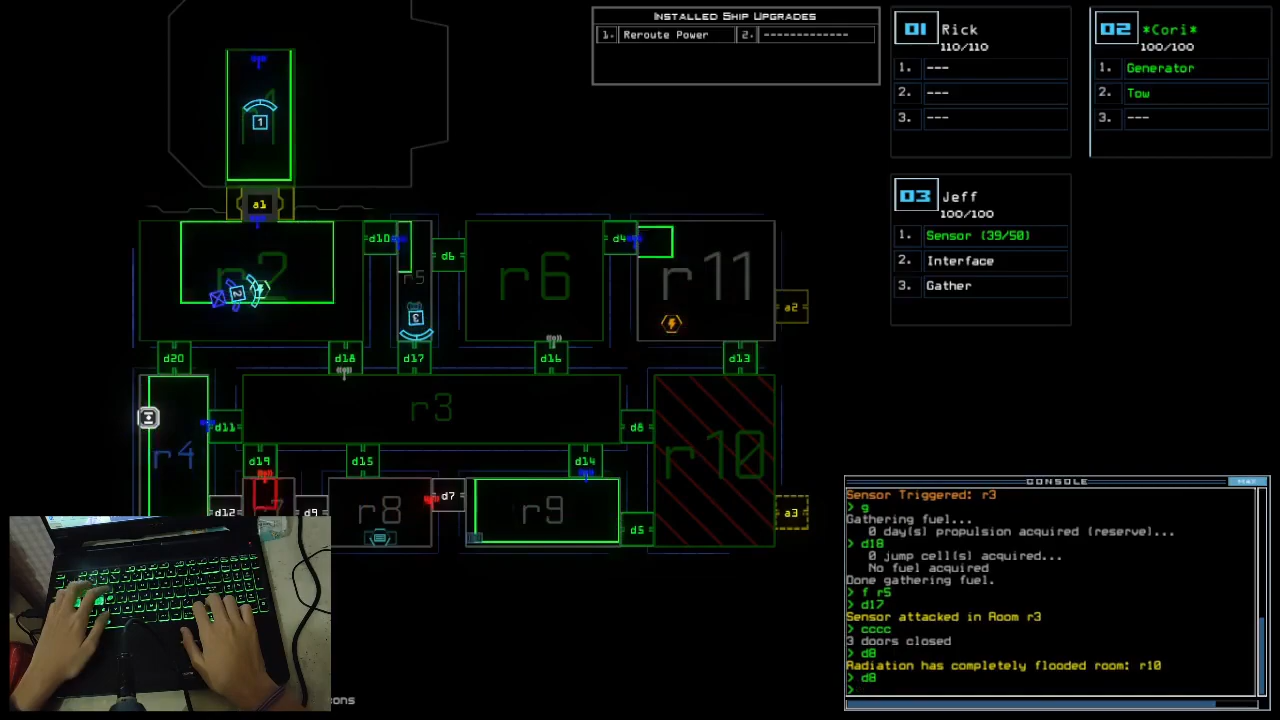 INSTALLED SHIP UPGRADES
1. Reroute Power 2. -------------
01 Rick
110/110
1. ---
2. ---
3. ---
02 *Cori*
100/100
1. Generator
2. Tow
3. ---
03 Jeff
100/100
1. Sensor (39/50)
2. Interface
3. Gather
1
a1
r2
2
d10
r5
d6
r6
d4
r11
a2
3
d20
d18
d17
d16
d13
r4
d11
r3
d8
r10
d19
d15
d14
d12
d9
r8
d7
r9
d5
a3
CONSOLE
Sensor Triggered: r3
> g
Gathering fuel...
0 day(s) propulsion acquired (reserve)...
> d18
0 jump cell(s) acquired...
No fuel acquired
Done gathering fuel.
> f r5
> d17
Sensor attacked in Room r3
> cccc
3 doors closed
> d8
Radiation has completely flooded room: r10
> d8
>
ons